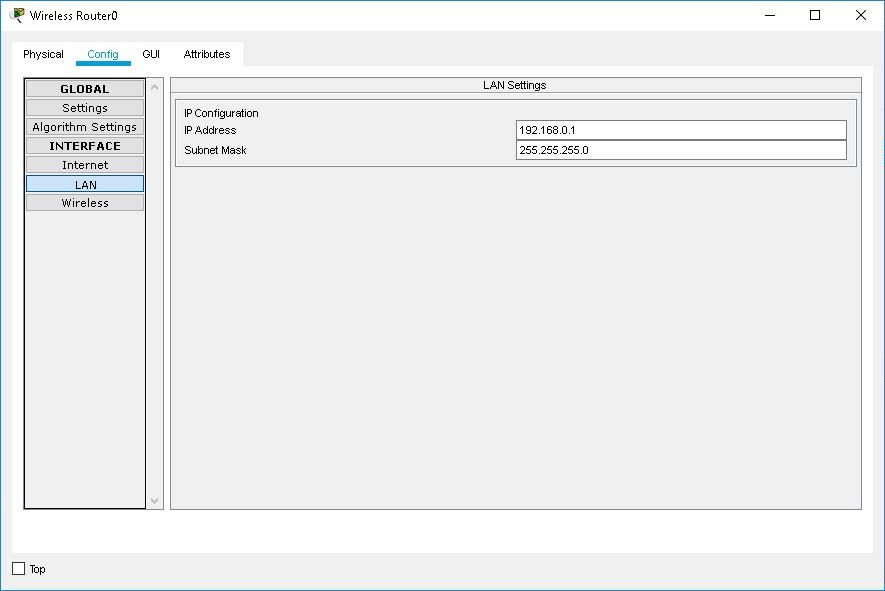 Wireless Router0
Physical Config GUI Attributes
GLOBAL
Settings
Algorithm Settings
INTERFACE
Internet
LAN
Wireless
LAN Settings
IP Configuration
IP Address 192.168.0.1
Subnet Mask 255.255.255.0
Top